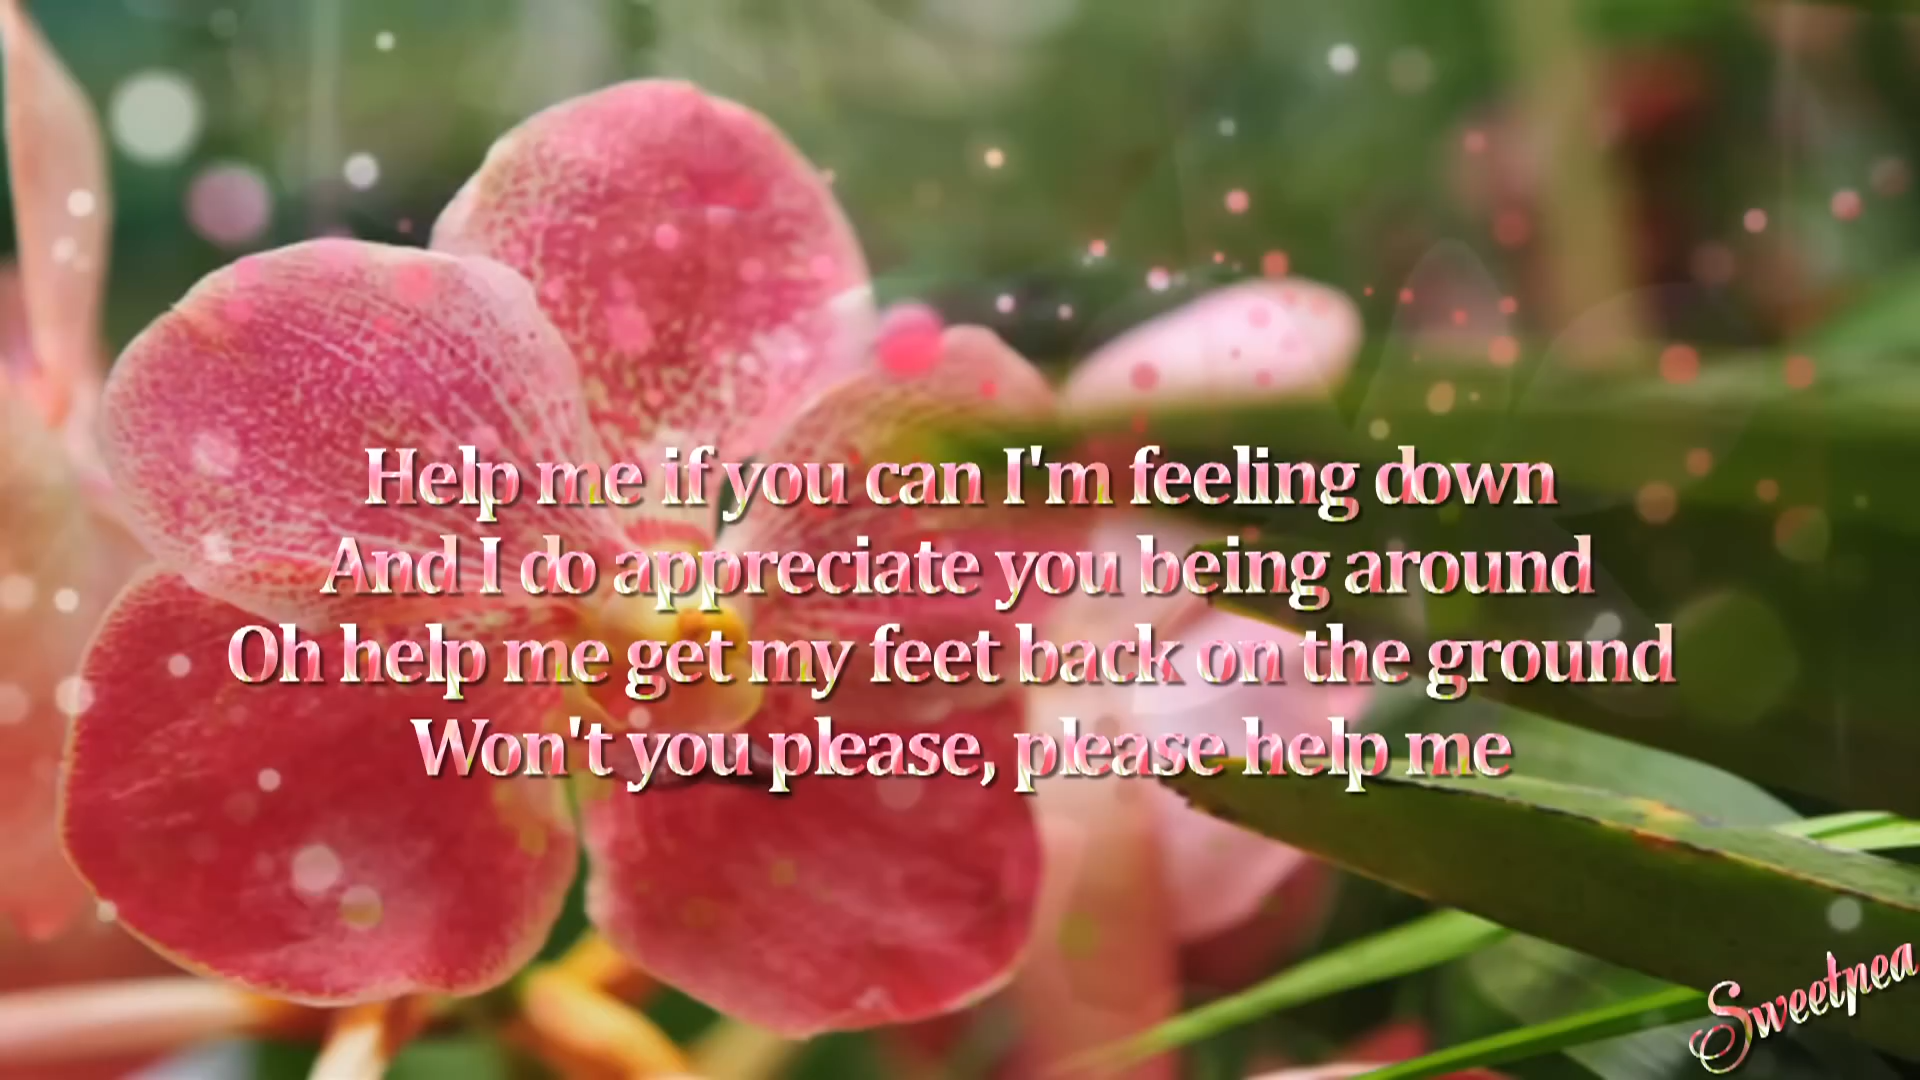 Help me if you can I'm feeling down
And I do appreciate you being around
Oh help me get my feet back on the ground
Won't you please, please help me
Sweetpea